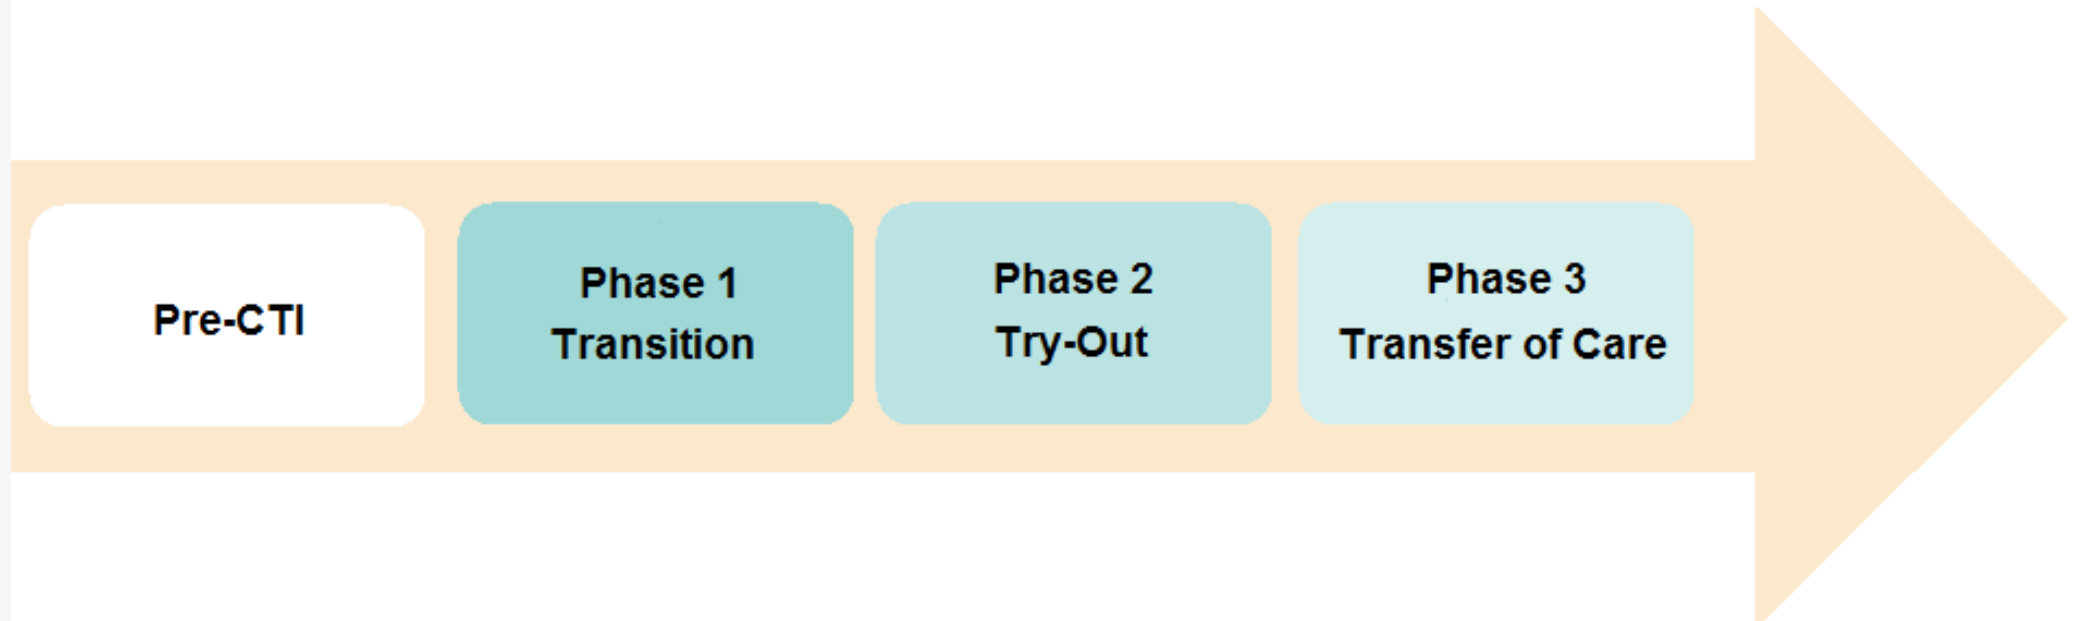 Pre-CTI
Phase 1
Transition
Phase 2
Try-Out
Phase 3
Transfer of Care